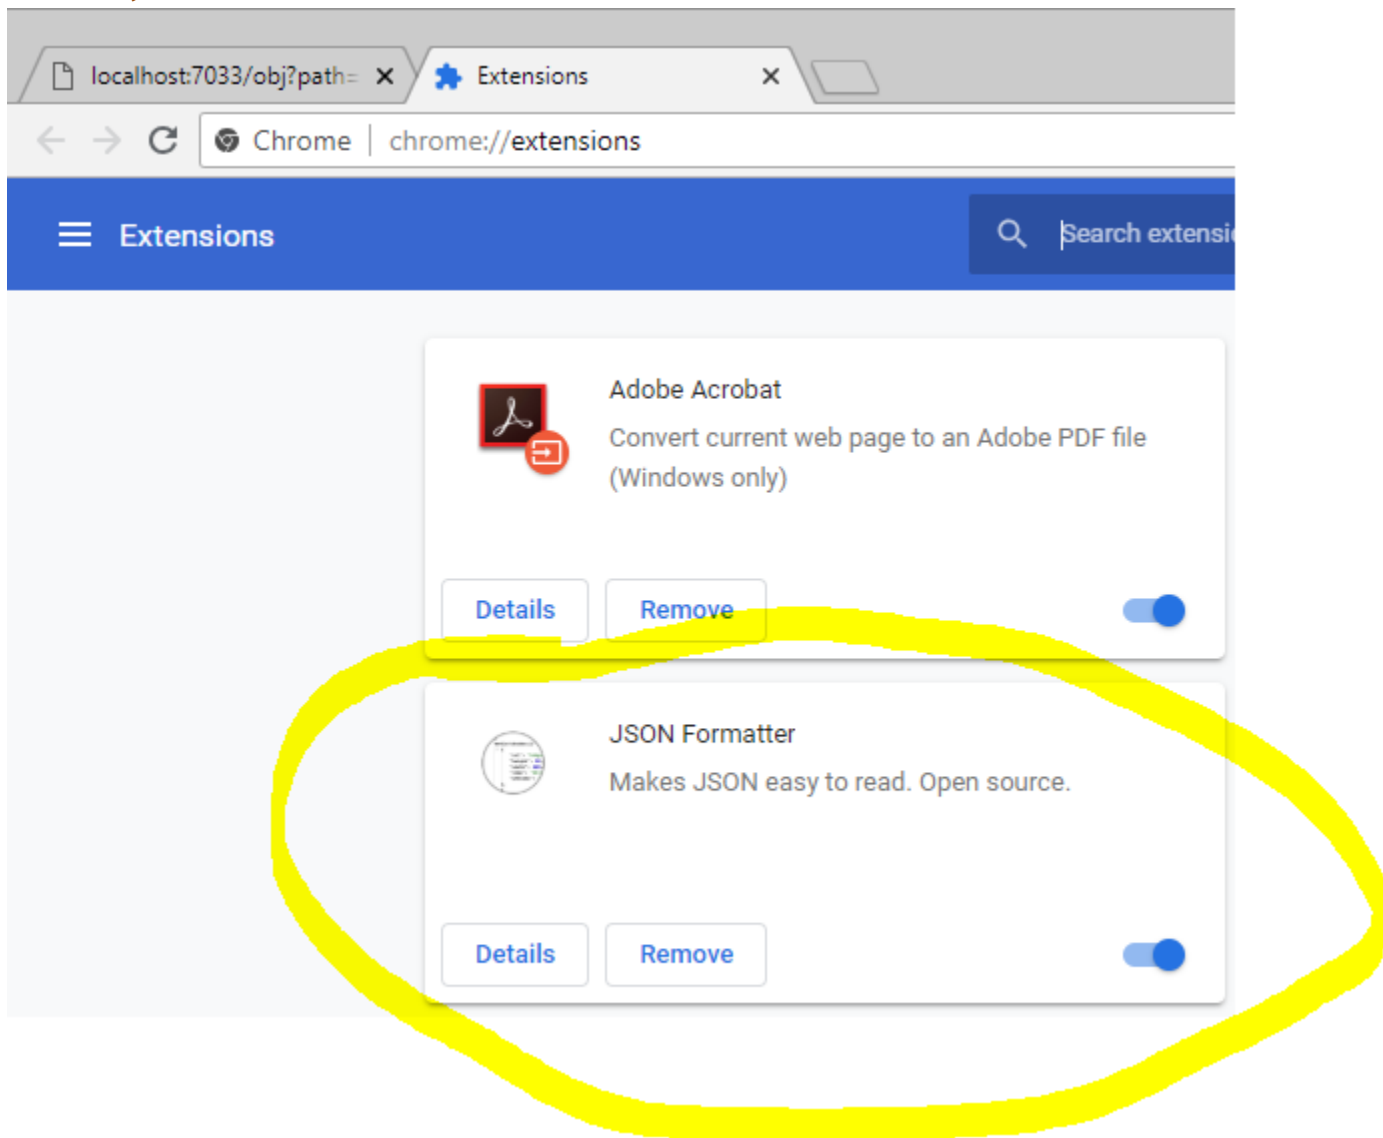 localhost:7033/obj?path=
Extensions
Chrome
chrome://extensions
Extensions
Search extensi
Adobe Acrobat
Convert current web page to an Adobe PDF file
(Windows only)
Details Remove
JSON Formatter
Makes JSON easy to read. Open source.
Details Remove